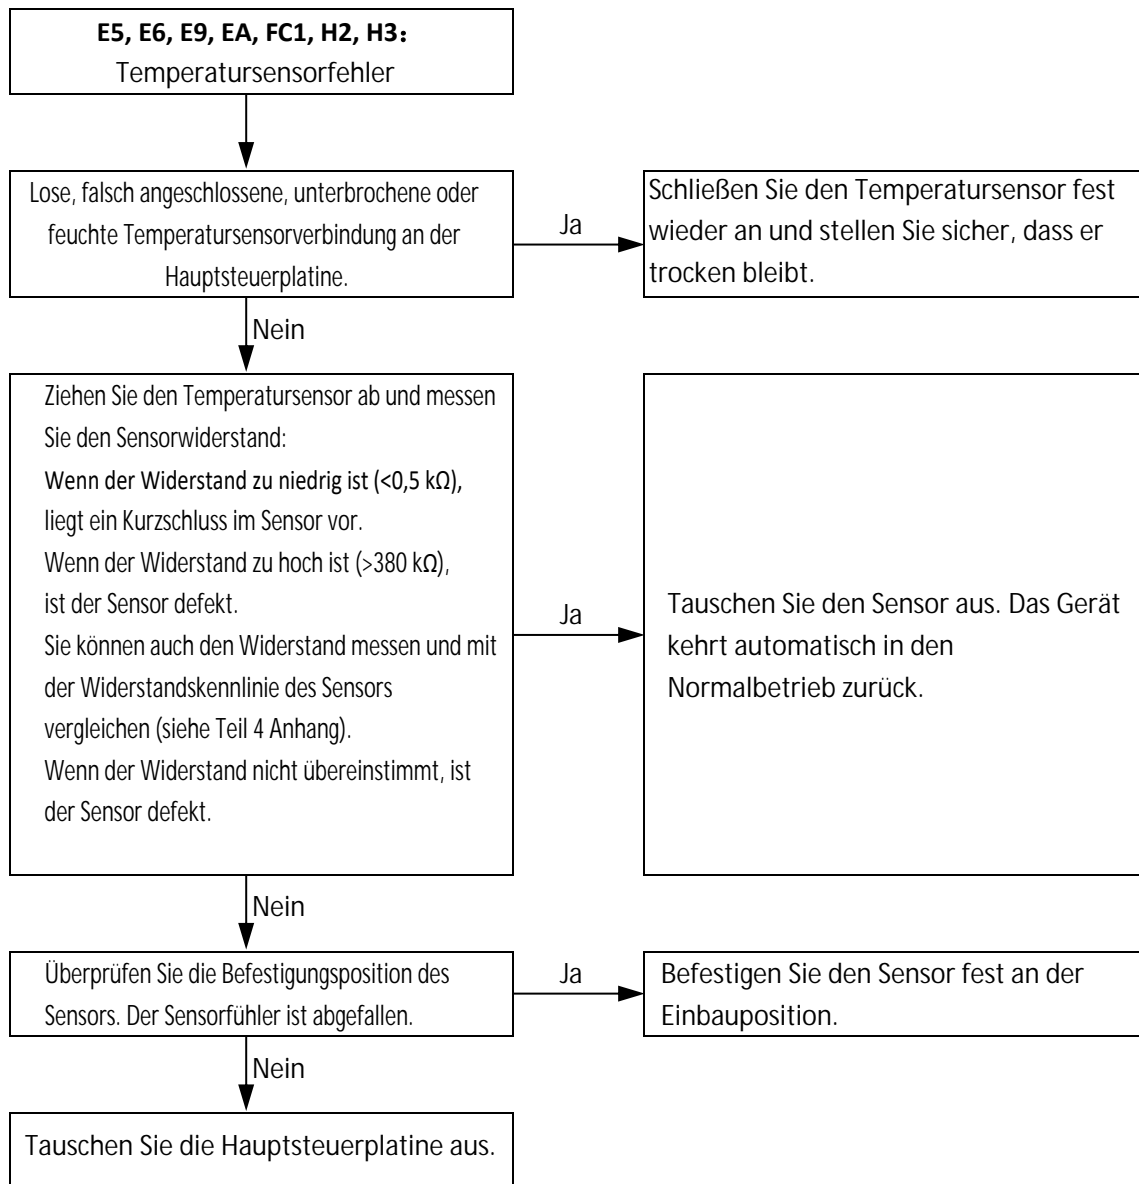 E5, E6, E9, EA, FC1, H2, H3：
Temperatursensorfehler
Lose, falsch angeschlossene, unterbrochene oder
feuchte Temperatursensorverbindung an der
Hauptsteuerplatine.
Ja
Schließen Sie den Temperatursensor fest
wieder an und stellen Sie sicher, dass er
trocken bleibt.
Nein
Ziehen Sie den Temperatursensor ab und messen
Sie den Sensorwiderstand:
Wenn der Widerstand zu niedrig ist (<0,5 kΩ),
liegt ein Kurzschluss im Sensor vor.
Wenn der Widerstand zu hoch ist (>380 kΩ),
ist der Sensor defekt.
Sie können auch den Widerstand messen und mit
der Widerstandskennlinie des Sensors
vergleichen (siehe Teil 4 Anhang).
Wenn der Widerstand nicht übereinstimmt, ist
der Sensor defekt.
Ja
Tauschen Sie den Sensor aus. Das Gerät
kehrt automatisch in den
Normalbetrieb zurück.
Nein
Überprüfen Sie die Befestigungsposition des
Sensors. Der Sensorfühler ist abgefallen.
Ja
Befestigen Sie den Sensor fest an der
Einbauposition.
Nein
Tauschen Sie die Hauptsteuerplatine aus.